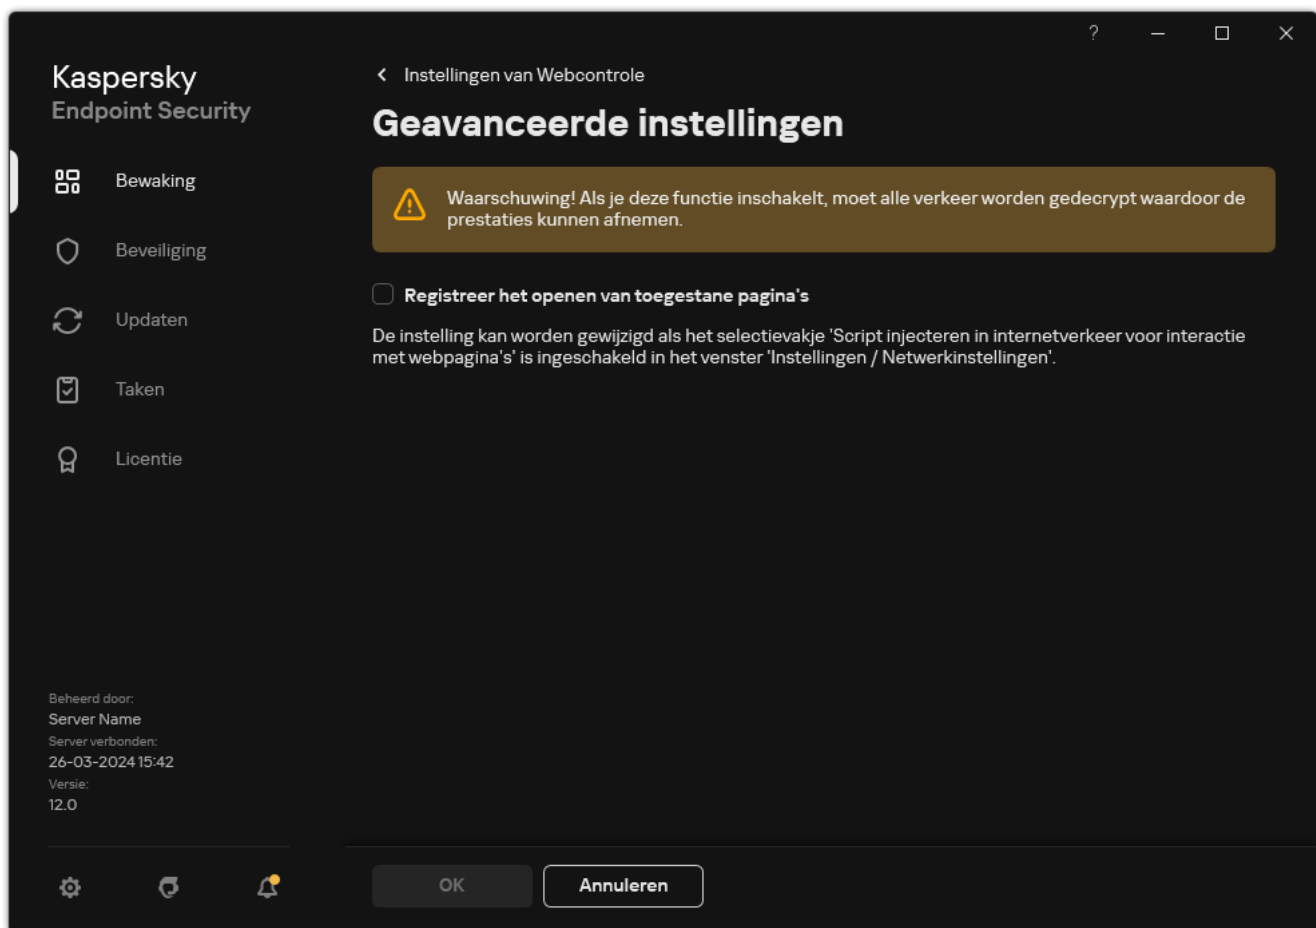 ?
Kaspersky
Endpoint Security
Bewaking
Beveiliging
Updaten
Taken
Licentie
Beheerd door:
Server Name
Server verbonden:
26-03-2024 15:42
Versie:
12.0
Instellingen van Webcontrole
Geavanceerde instellingen
Waarschuwing! Als je deze functie inschakelt, moet alle verkeer worden gedecrypt waardoor de
prestaties kunnen afnemen.
Registreer het openen van toegestane pagina's
De instelling kan worden gewijzigd als het selectievakje 'Script injecteren in internetverkeer voor interactie
met webpagina's' is ingeschakeld in het venster 'Instellingen / Netwerkinstellingen'.
OK
Annuleren